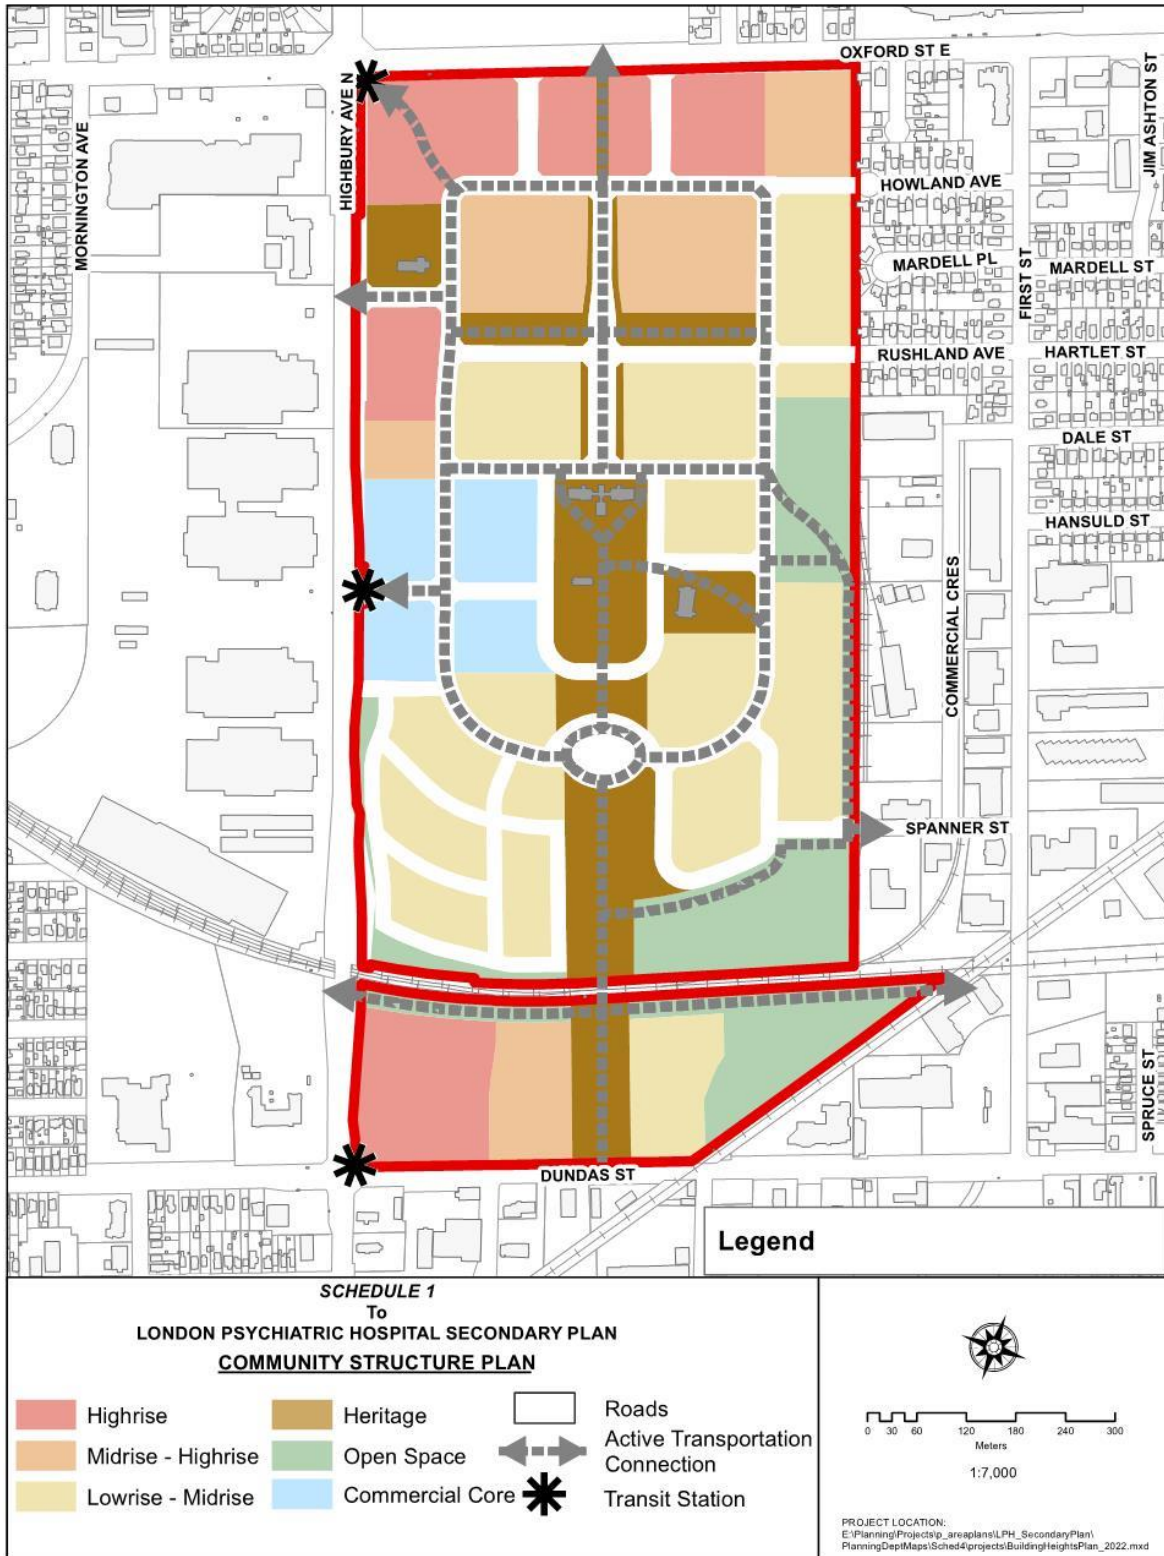 OXFORD ST E
HIGHBURY AVE N
MORNINGTON AVE
JIM ASHTON ST
HOWLAND AVE
MARDELL PL
FIRST ST
MARDELL ST
RUSHLAND AVE
HARTLET ST
DALE ST
HANSULD ST
COMMERCIAL CRES
SPANNER ST
SPRUCE ST
DUNDAS ST
Legend
SCHEDULE 1
To
LONDON PSYCHIATRIC HOSPITAL SECONDARY PLAN
COMMUNITY STRUCTURE PLAN
Highrise
Midrise - Highrise
Lowrise - Midrise
Heritage
Open Space
Commercial Core
Roads
Active Transportation
Connection
Transit Station
0 30 60 120 180 240 300
Meters
1:7,000
PROJECT LOCATION:
E:\Planning\Projects\p_areaplans\LPH_SecondaryPlan\
PlanningDeptMaps\Sched4\projects\BuildingHeightsPlan_2022.mxd